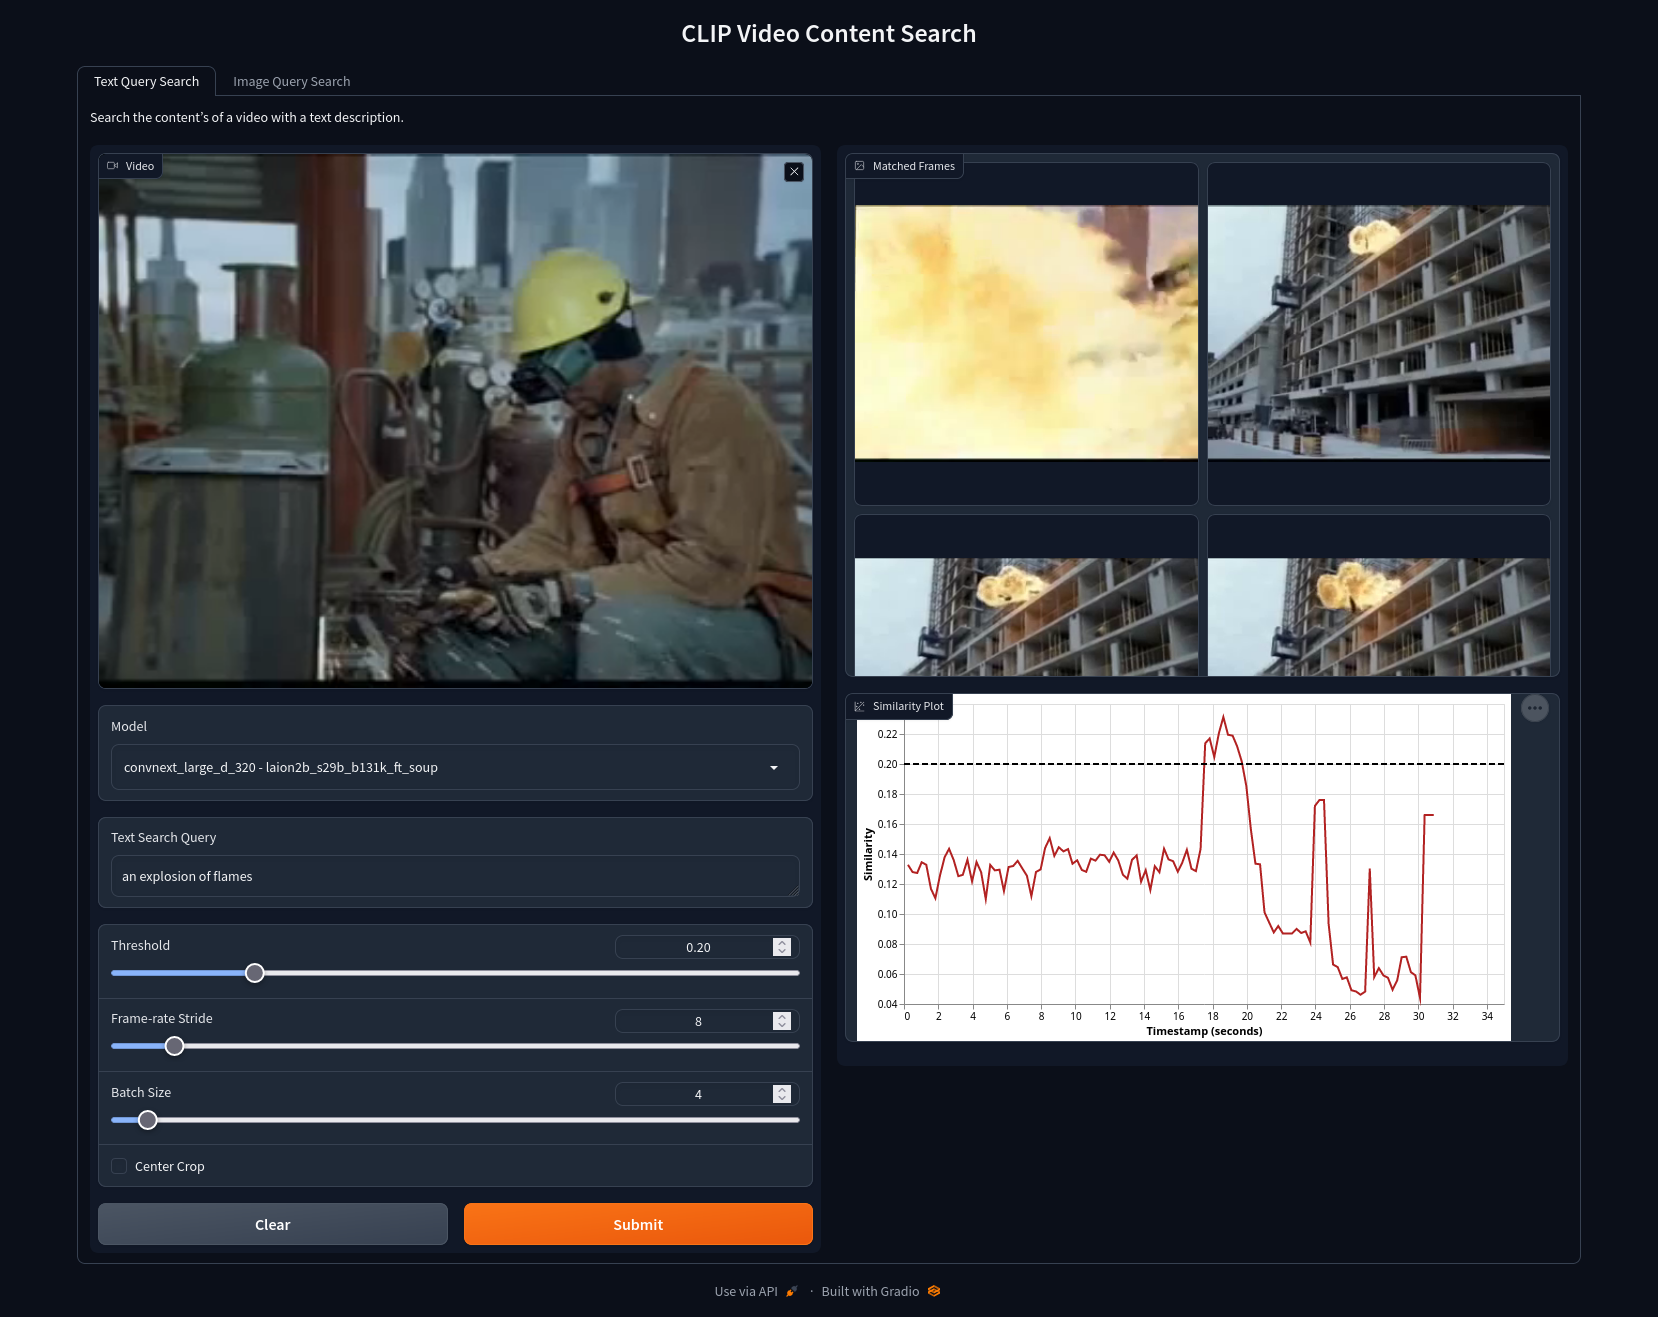 CLIP Video Content Search
Text Query Search
Image Query Search
Search the content's of a video with a text description.
Video
Model
convnext_large_d_320 - laion2b_s29b_b131k_ft_soup
Text Search Query
an explosion of flames
Threshold
0.20
Frame-rate Stride
8
Batch Size
4
Center Crop
Clear
Submit
Matched Frames
Similarity Plot
0.22
0.20
0.18
0.16
0.14
0.12
0.10
0.08
0.06
0.04
Similarity
0 2 4 6 8 10 12 14 16 18 20 22 24 26 28 30 32 34
Timestamp (seconds)
Use via API · Built with Gradio